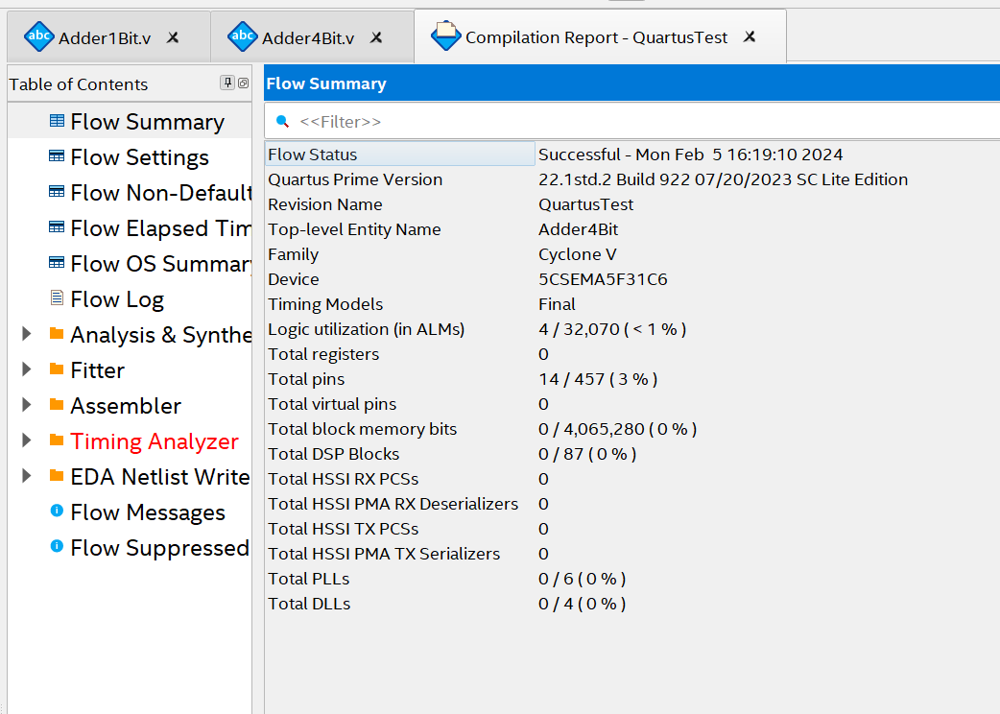 abc Adder1Bit.v
abc Adder4Bit.v
Compilation Report - QuartusTest
Table of Contents
Flow Summary
Flow Settings
Flow Non-Default
Flow Elapsed Tim
Flow OS Summary
Flow Log
Analysis & Synthe
Fitter
Assembler
Timing Analyzer
EDA Netlist Write
Flow Messages
Flow Suppressed
Flow Summary
<<Filter>>
Flow Status Successful - Mon Feb 5 16:19:10 2024
Quartus Prime Version 22.1std.2 Build 922 07/20/2023 SC Lite Edition
Revision Name QuartusTest
Top-level Entity Name Adder4Bit
Family Cyclone V
Device 5CSEMA5F31C6
Timing Models Final
Logic utilization (in ALMs) 4 / 32,070 ( < 1 % )
Total registers 0
Total pins 14 / 457 ( 3 % )
Total virtual pins 0
Total block memory bits 0 / 4,065,280 ( 0 % )
Total DSP Blocks 0 / 87 ( 0 % )
Total HSSI RX PCSs 0
Total HSSI PMA RX Deserializers 0
Total HSSI TX PCSs 0
Total HSSI PMA TX Serializers 0
Total PLLs 0 / 6 ( 0 % )
Total DLLs 0 / 4 ( 0 % )